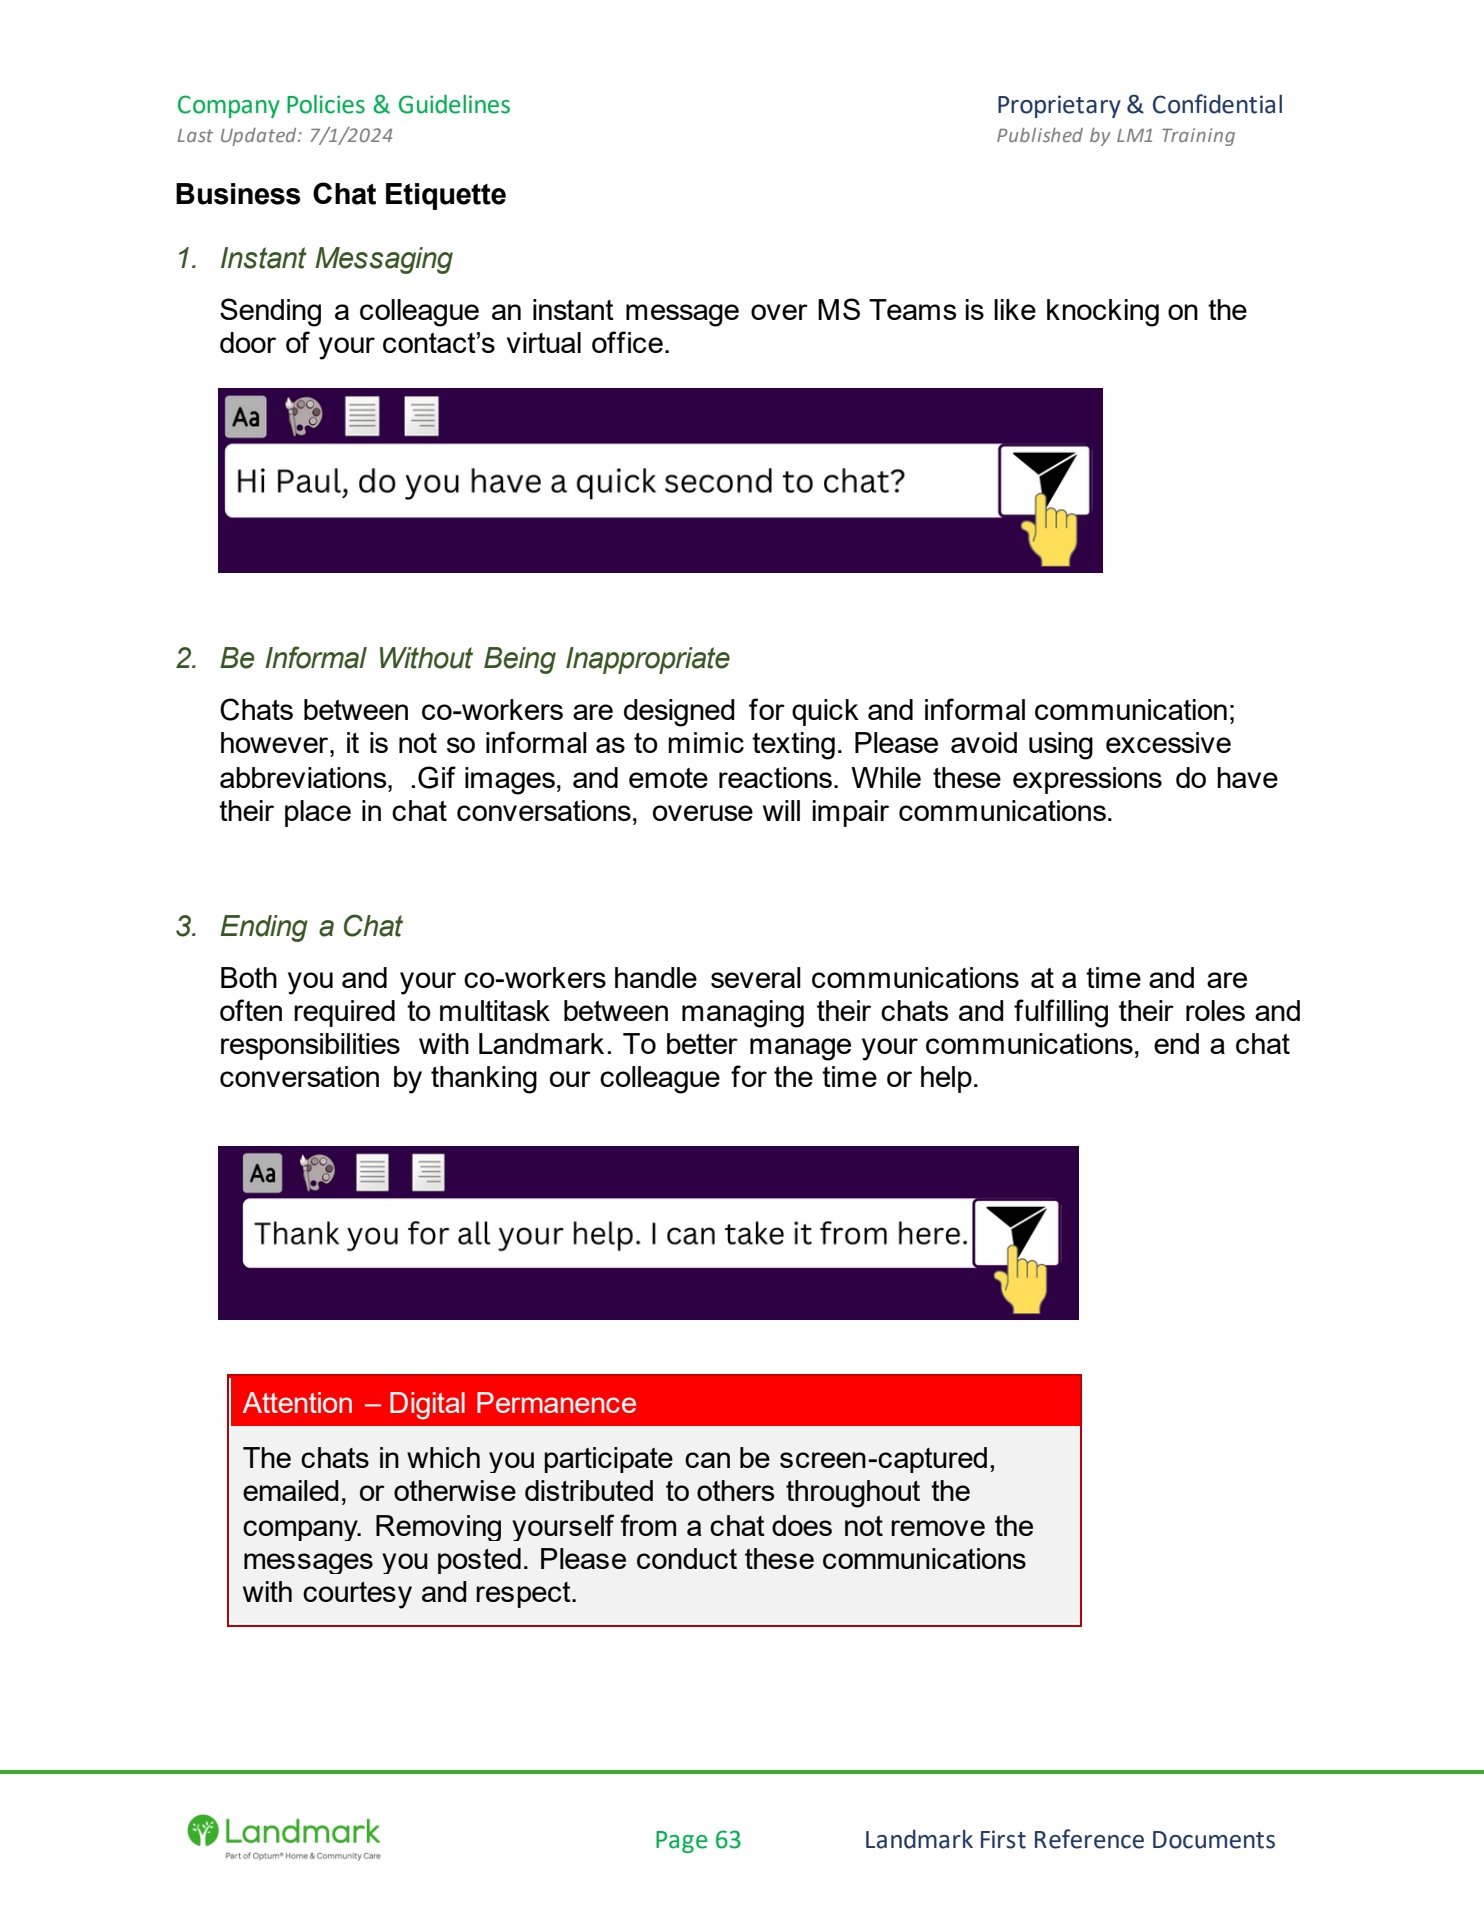 Company Policies & Guidelines
Proprietary & Confidential
Last Updated: 7/1/2024
Published by LM1 Training
Business Chat Etiquette
1. Instant Messaging
Sending a colleague an instant message over MS Teams is like knocking on the
door of your contact’s virtual office.
Aa
Hi Paul, do you have a quick second to chat?
2. Be Informal Without Being Inappropriate
Chats between co-workers are designed for quick and informal communication;
however, it is not so informal as to mimic texting. Please avoid using excessive
abbreviations, .Gif images, and emote reactions. While these expressions do have
their place in chat conversations, overuse will impair communications.
3. Ending a Chat
Both you and your co-workers handle several communications at a time and are
often required to multitask between managing their chats and fulfilling their roles and
responsibilities with Landmark. To better manage your communications, end a chat
conversation by thanking our colleague for the time or help.
Aa
Thank you for all your help. I can take it from here.
Attention – Digital Permanence
The chats in which you participate can be screen-captured,
emailed, or otherwise distributed to others throughout the
company. Removing yourself from a chat does not remove the
messages you posted. Please conduct these communications
with courtesy and respect.
Landmark
Part of Optum® Home & Community Care
Page 63
Landmark First Reference Documents